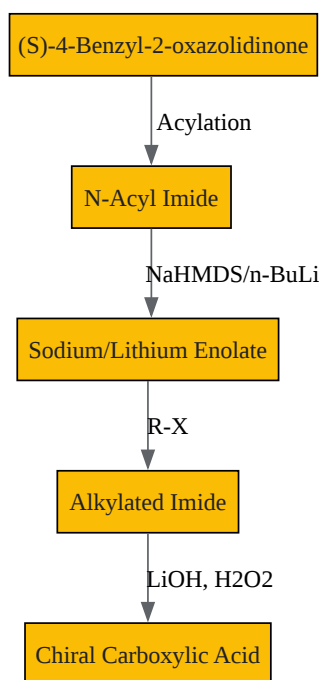 (S)-4-Benzyl-2-oxazolidinone
Acylation
N-Acyl Imide
NaHMDS/n-BuLi
Sodium/Lithium Enolate
R-X
Alkylated Imide
LiOH, H2O2
Chiral Carboxylic Acid